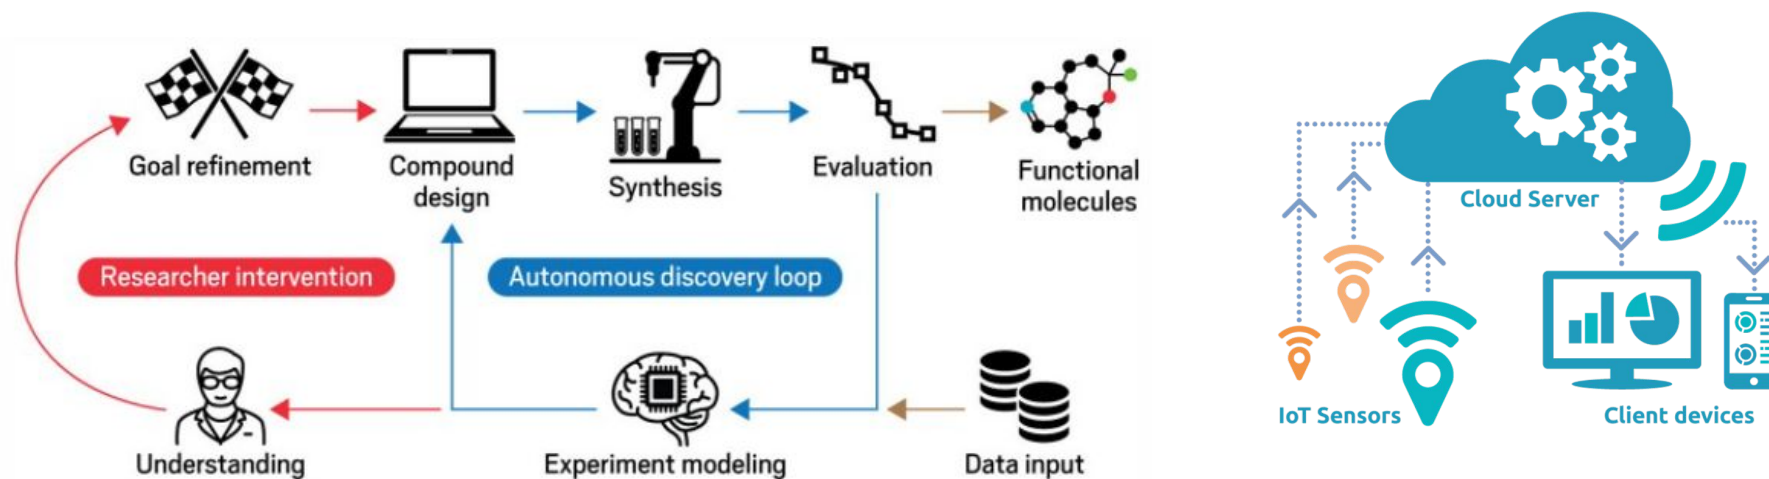 Goal refinement
Compound
design
Synthesis
Evaluation
Functional
molecules
Researcher intervention
Autonomous discovery loop
Understanding
Experiment modeling
Data input
Cloud Server
IoT Sensors
Client devices